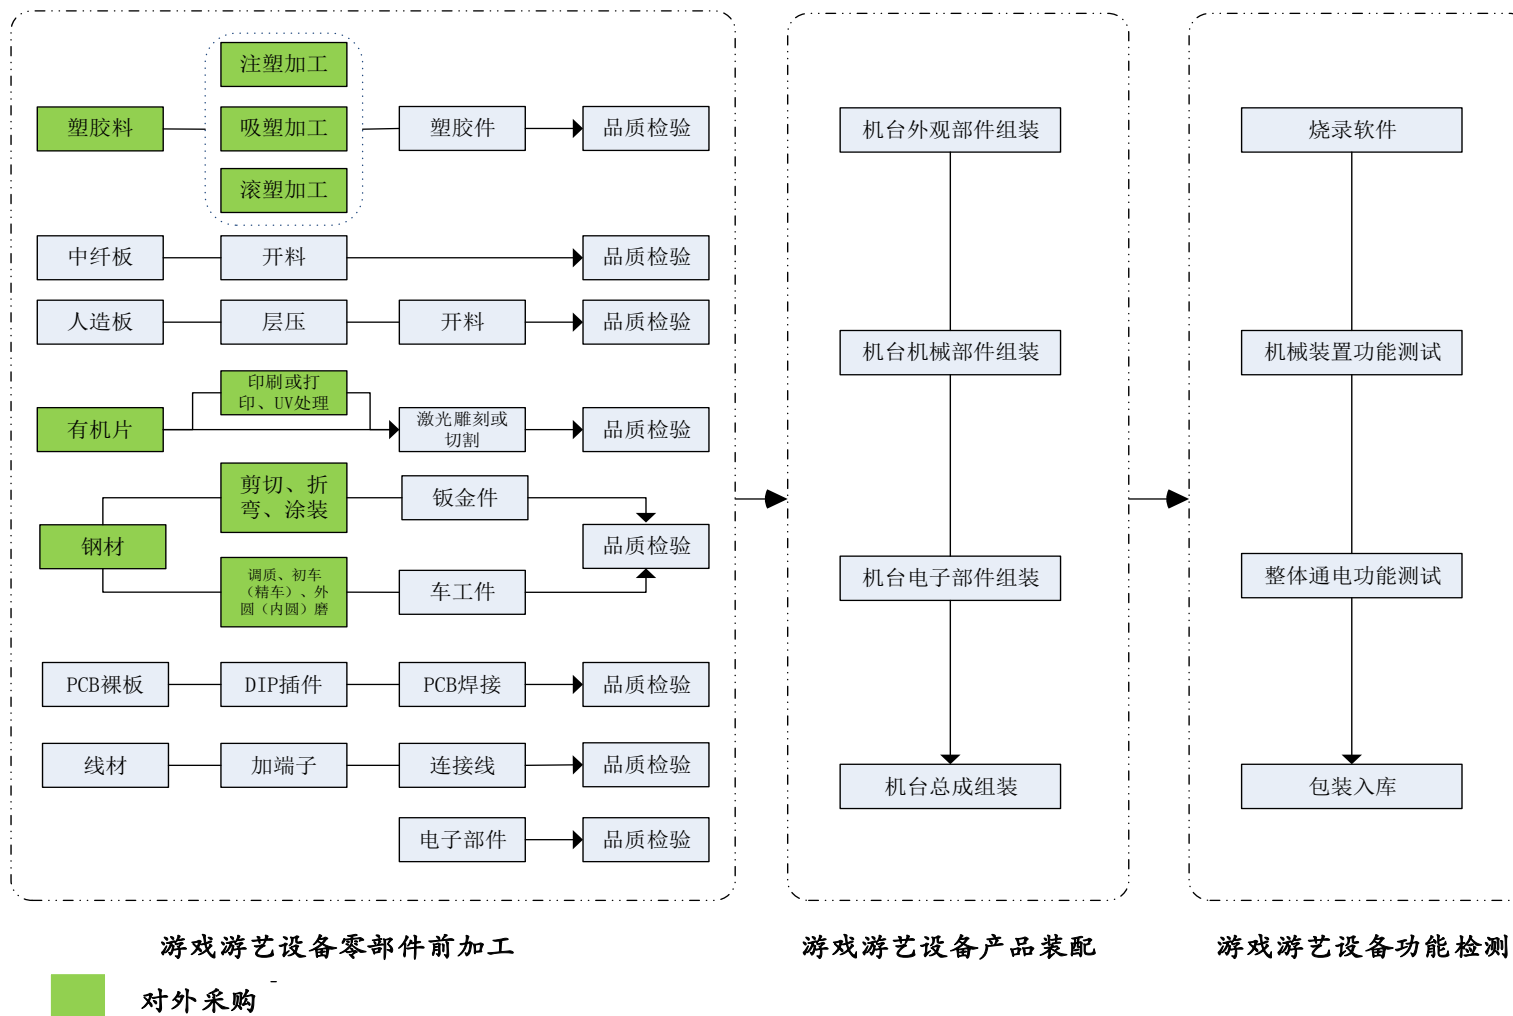 注塑加工
塑胶料
吸塑加工
塑胶件
品质检验
滚塑加工
中纤板
开料
品质检验
人造板
层压
开料
品质检验
印刷或打
印、UV处理
有机片
激光雕刻或
切割
品质检验
剪切、折
弯、涂装
钣金件
钢材
品质检验
调质、初车
（精车）、外
圆（内圆）磨
车工件
PCB裸板
DIP插件
PCB焊接
品质检验
线材
加端子
连接线
品质检验
电子部件
品质检验
游戏游艺设备零部件前加工
机台外观部件组装
机台机械部件组装
机台电子部件组装
机台总成组装
游戏游艺设备产品装配
烧录软件
机械装置功能测试
整体通电功能测试
包装入库
游戏游艺设备功能检测
对外采购